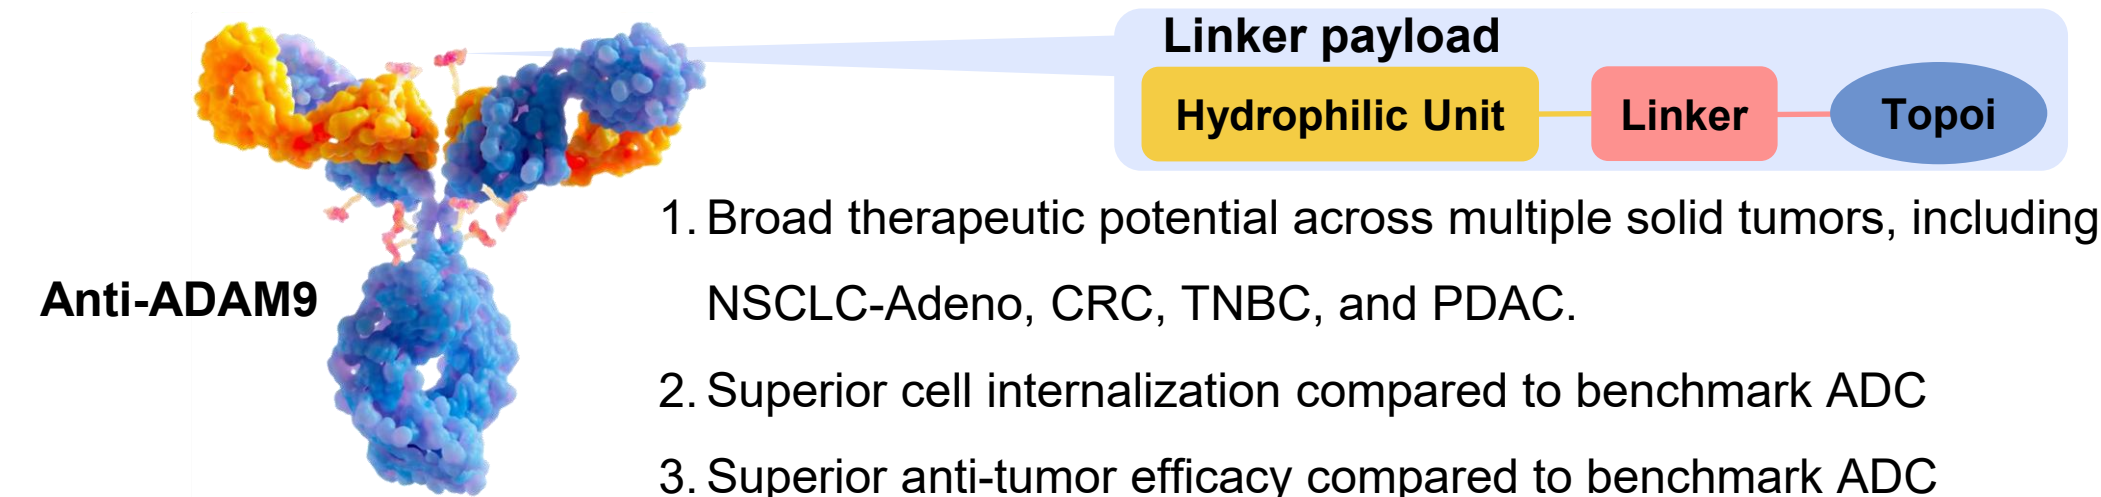 Linker payload
Hydrophilic Unit
Linker
Topoi
Anti-ADAM9
1. Broad therapeutic potential across multiple solid tumors, including
NSCLC-Adeno, CRC, TNBC, and PDAC.
2. Superior cell internalization compared to benchmark ADC
3. Superior anti-tumor efficacy compared to benchmark ADC